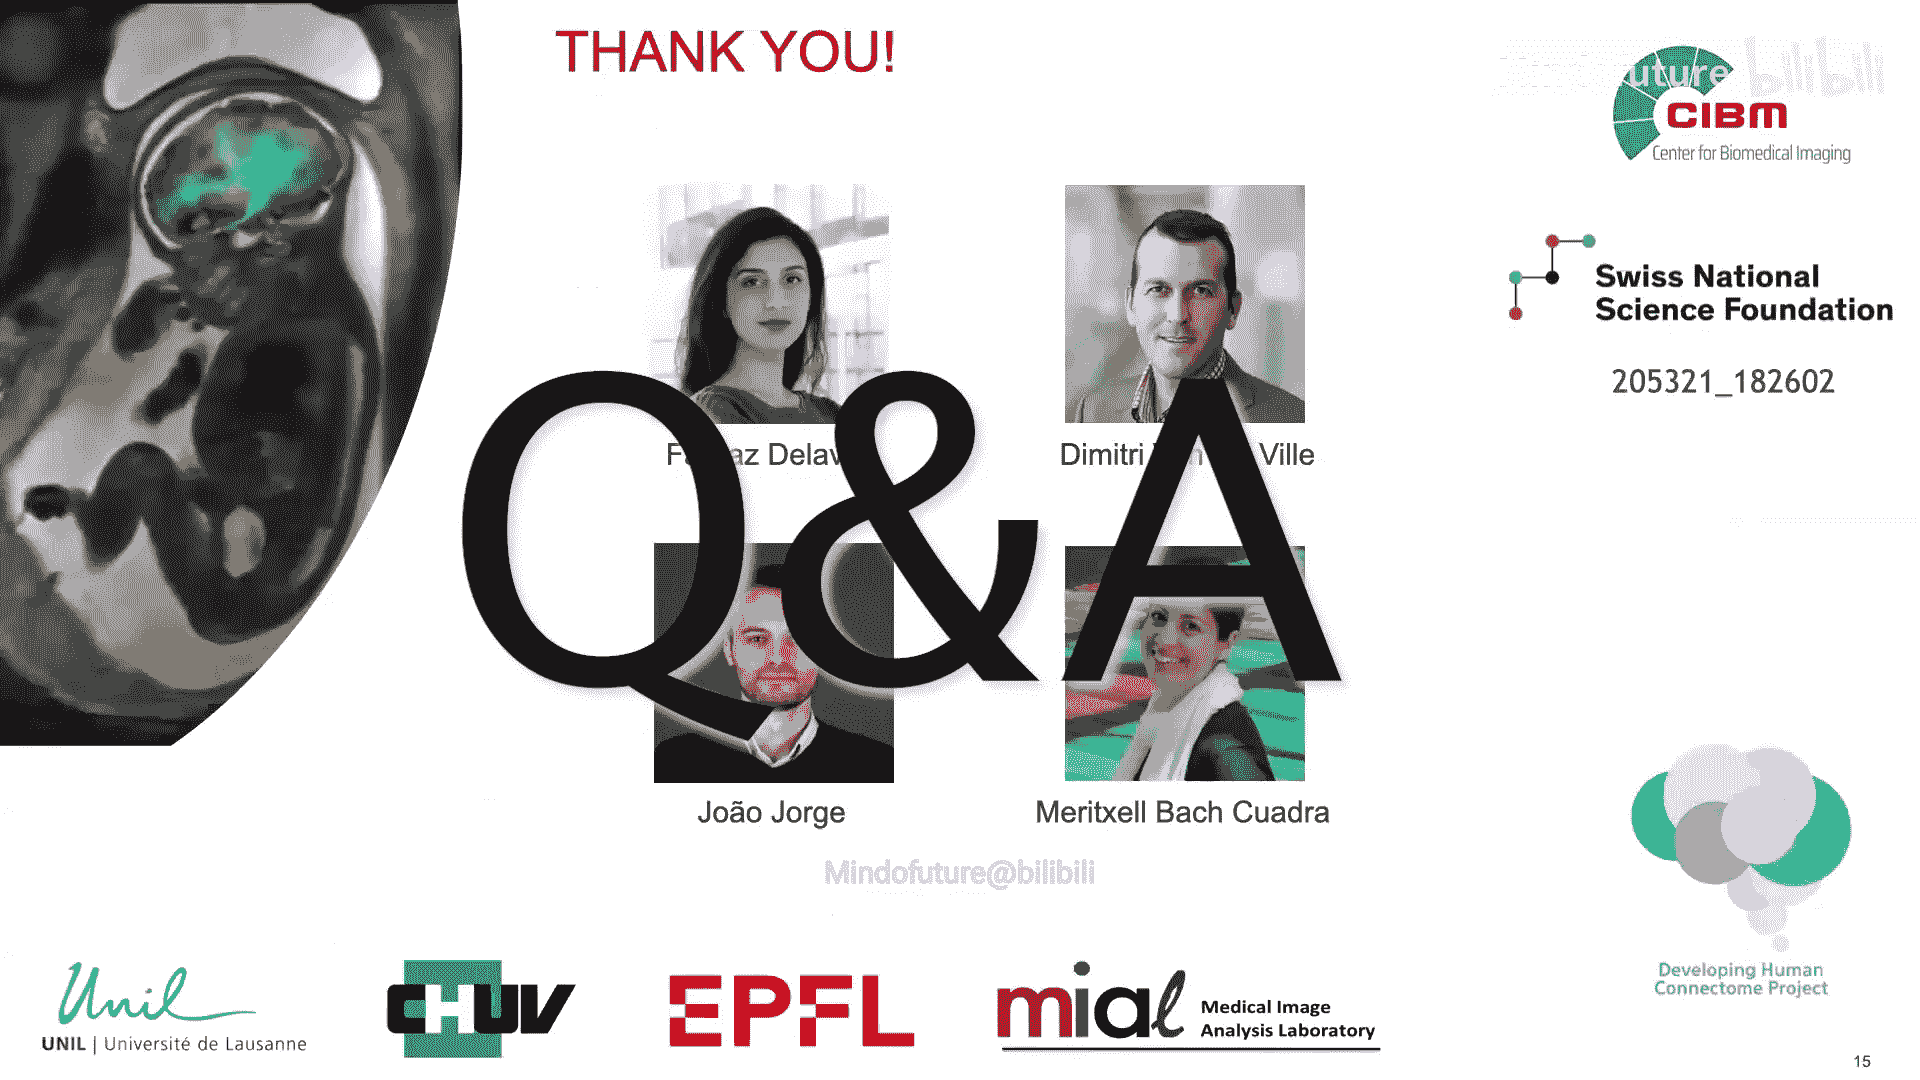 THANK YOU!
uture bilibili
CIBM
Center for Biomedical Imaging
Swiss National
Science Foundation
205321_182602
Q&A
Dimitri Ville
João Jorge
Meritxell Bach Cuadra
Mindofuture@bilibili
Developing Human
Connectome Project
Unil
UNIL | Université de Lausanne
CHUV
EPFL
mial
Medical Image
Analysis Laboratory
15